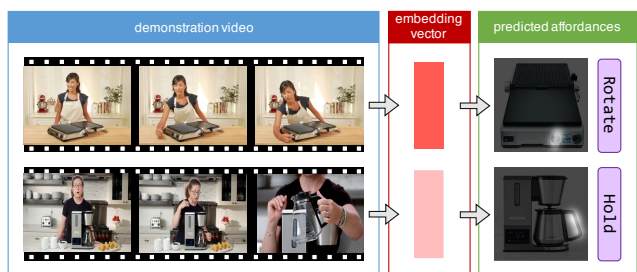 demonstration video
embedding
vector
predicted affordances
Rotate
Hold